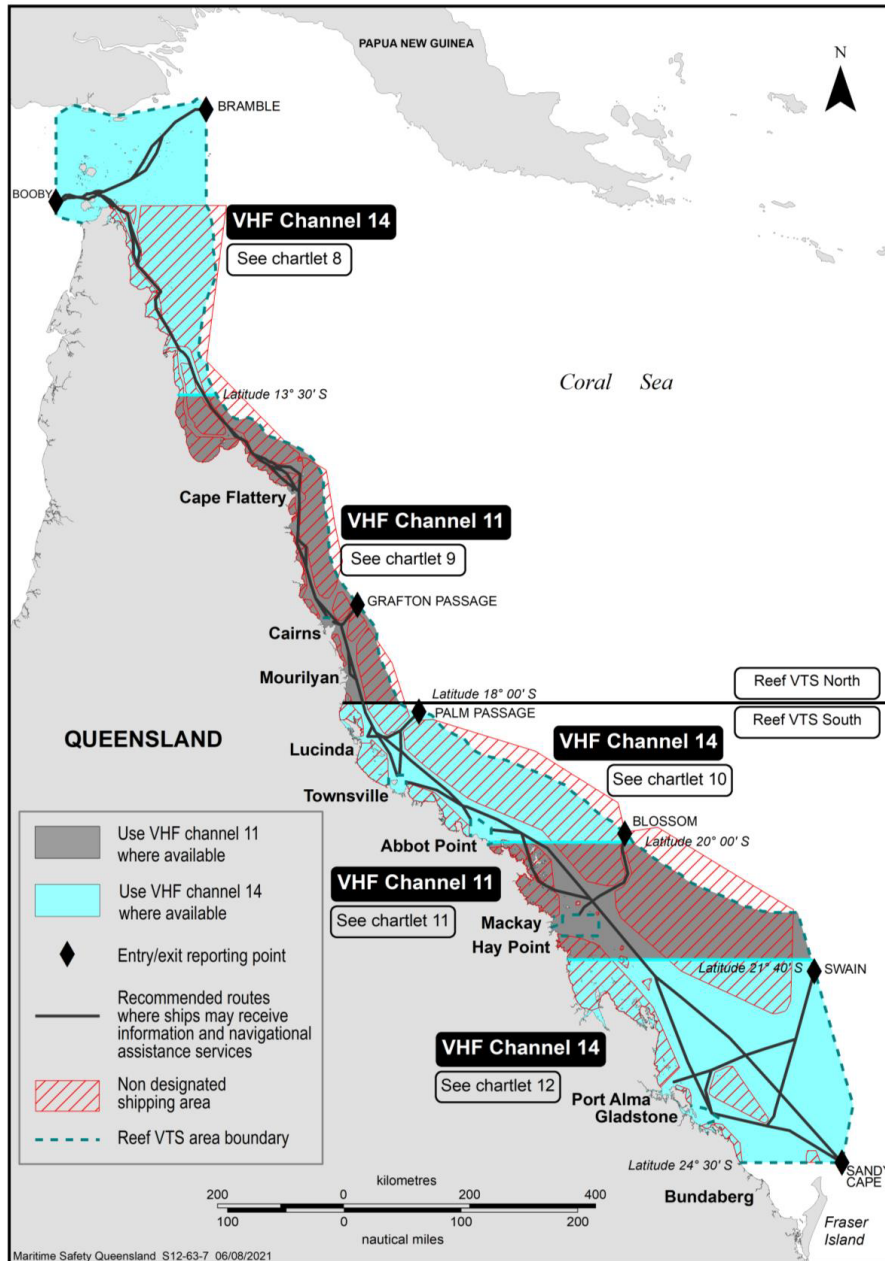 PAPUA NEW GUINEA
N
BRAMBLE
BOOBY
VHF Channel 14
See chartlet 8
Coral Sea
Latitude 13° 30' S
Cape Flattery
VHF Channel 11
See chartlet 9
GRAFTON PASSAGE
Cairns
Mourilyan
Latitude 18° 00' S
Reef VTS North
Reef VTS South
PALM PASSAGE
QUEENSLAND
Lucinda
VHF Channel 14
See chartlet 10
Townsville
BLOSSOM
Latitude 20° 00' S
Abbot Point
VHF Channel 11
See chartlet 11
Mackay
Hay Point
Latitude 21° 40' S
SWAIN
VHF Channel 14
See chartlet 12
Port Alma
Gladstone
Latitude 24° 30' S
SANDY
CAPE
Bundaberg
Fraser
Island
Use VHF channel 11
where available
Use VHF channel 14
where available
Entry/exit reporting point
Recommended routes
where ships may receive
information and navigational
assistance services
Non designated
shipping area
Reef VTS area boundary
kilometres
200 0 200 400
100 0 100 200
nautical miles
Maritime Safety Queensland S12-63-7 06/08/2021